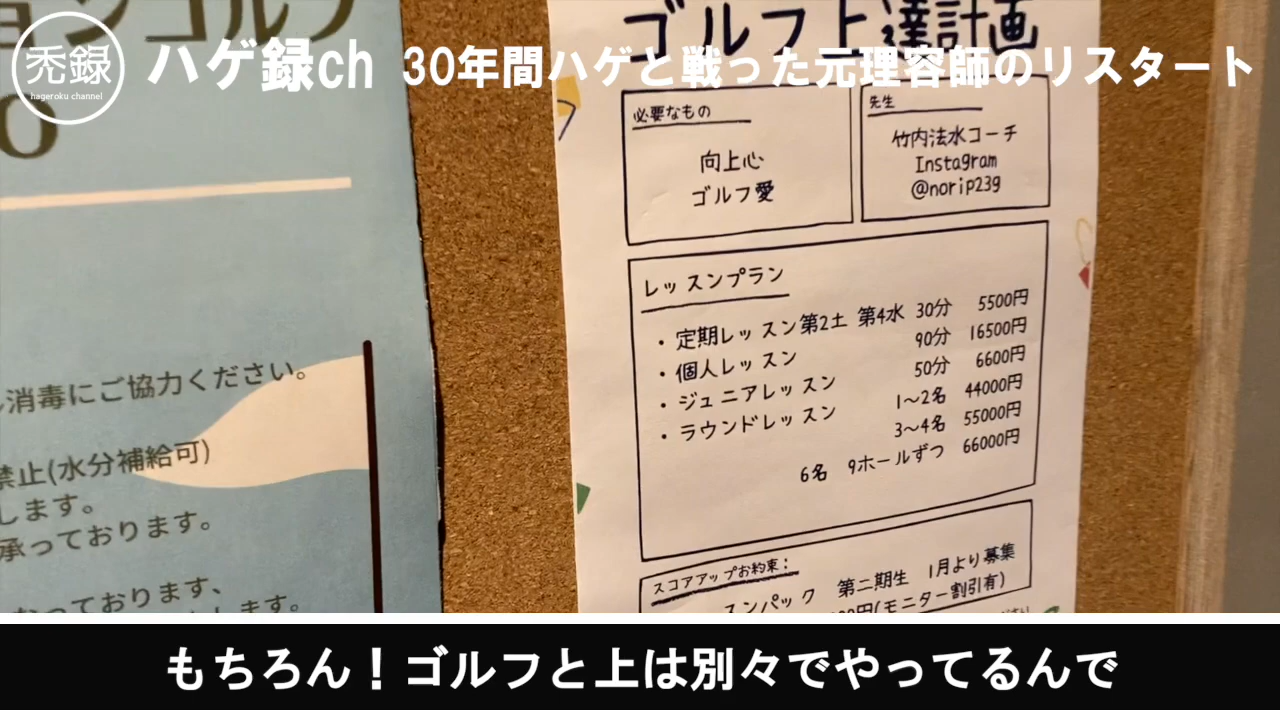 禿録
hageroku channel
ハゲ録ch 30年間ハゲと戦った元理容師のリスタート
ゴルフ上達計画
必要なもの
向上心
ゴルフ愛
先生
竹内法水コーチ
Instagram
@norip239
レッスンプラン
・定期レッスン第2土 第4水 30分 5500円
・個人レッスン 90分 16500円
・ジュニアレッスン 50分 6600円
・ラウンドレッスン 1〜2名 44000円
3〜4名 55000円
6名 9ホールずつ 66000円
スコアアップお約束:
スンパック 第二期生 1月より募集
円(モニター割引有)
消毒にご協力ください。
禁止(水分補給可)
します。
承っております。
なっております、
します。
もちろん!ゴルフと上は別々でやってるんで